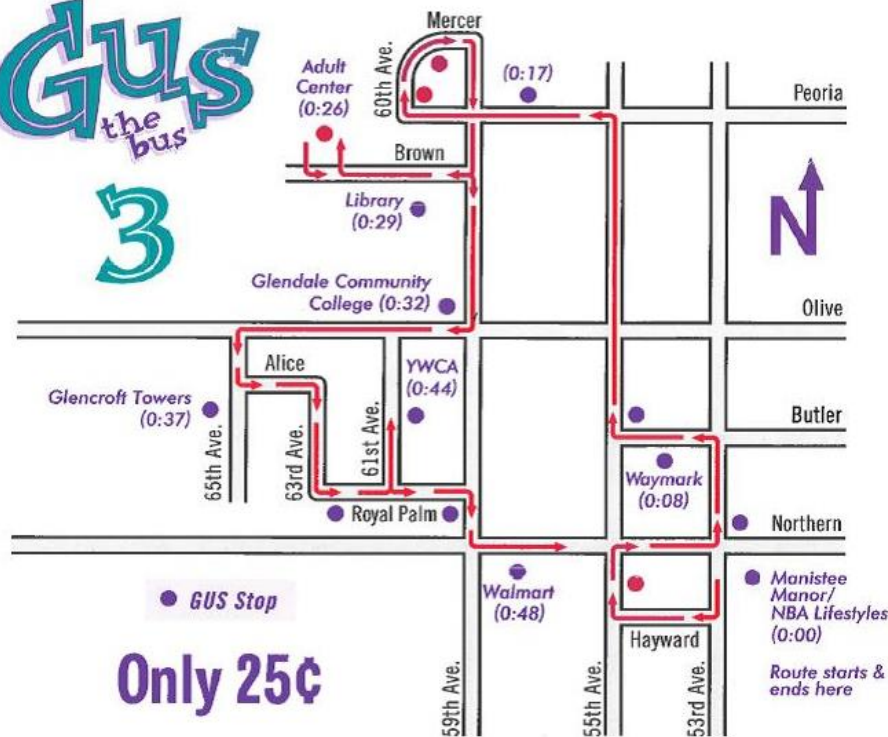 Gus
the
bus
3
Mercer
60th Ave.
Adult
Center
(0:26)
(0:17)
Peoria
Brown
Library
(0:29)
N
Glendale Community
College (0:32)
Olive
Alice
YWCA
(0:44)
Glencroft Towers
(0:37)
65th Ave.
63rd Ave.
61st Ave.
Butler
Waymark
(0:08)
Royal Palm
Northern
GUS Stop
Walmart
(0:48)
Manistee
Manor/
NBA Lifestyles
(0:00)
Hayward
Route starts &
ends here
Only 25¢
59th Ave.
55th Ave.
53rd Ave.